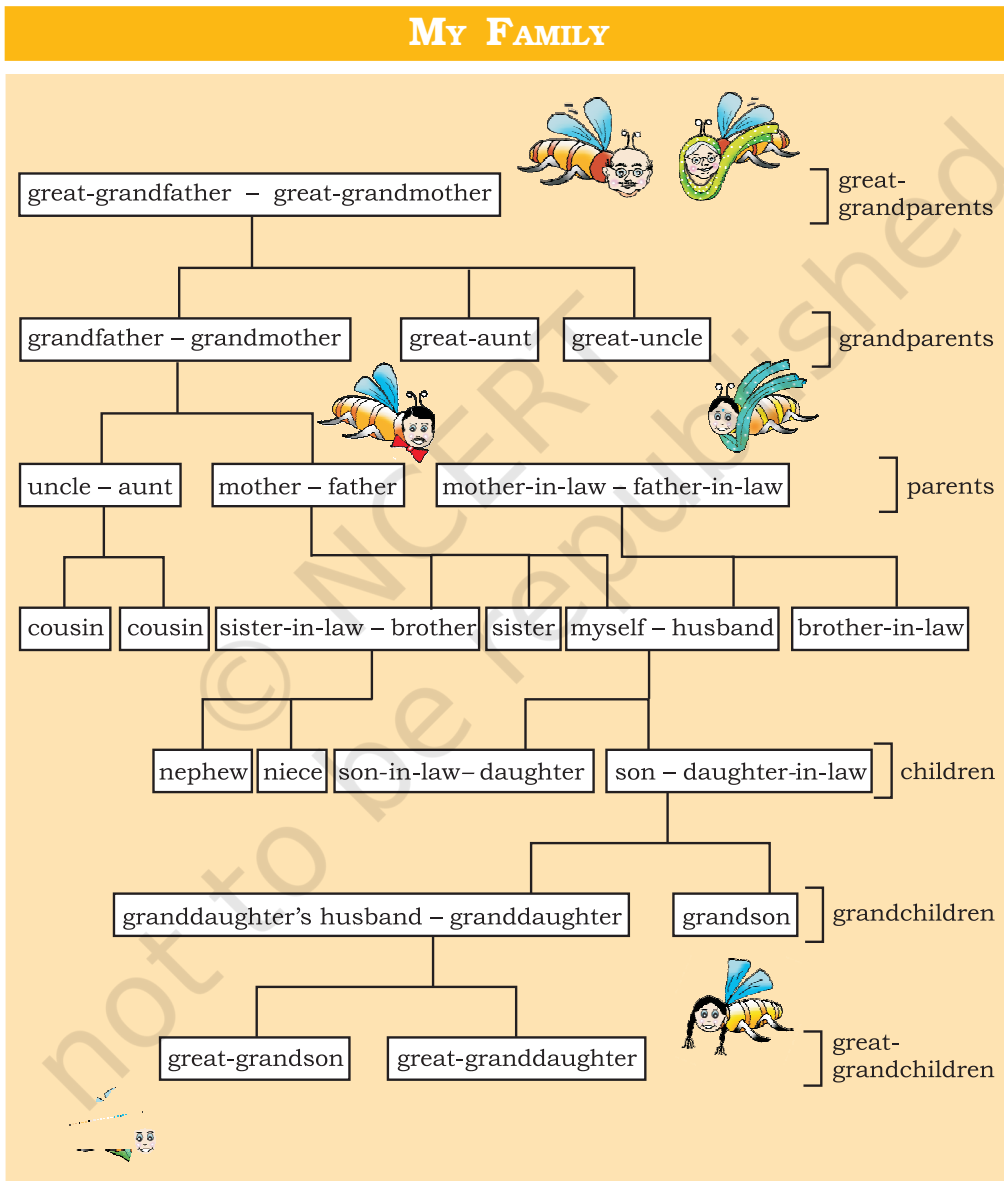 MY FAMILY
great-grandfather – great-grandmother
great-
grandparents
grandfather – grandmother
great-aunt
great-uncle
grandparents
uncle – aunt
mother – father
mother-in-law – father-in-law
parents
cousin
cousin
sister-in-law – brother
sister
myself – husband
brother-in-law
nephew
niece
son-in-law – daughter
son – daughter-in-law
children
granddaughter's husband – granddaughter
grandson
grandchildren
great-grandson
great-granddaughter
great-
grandchildren
© NCERT
not to be republished